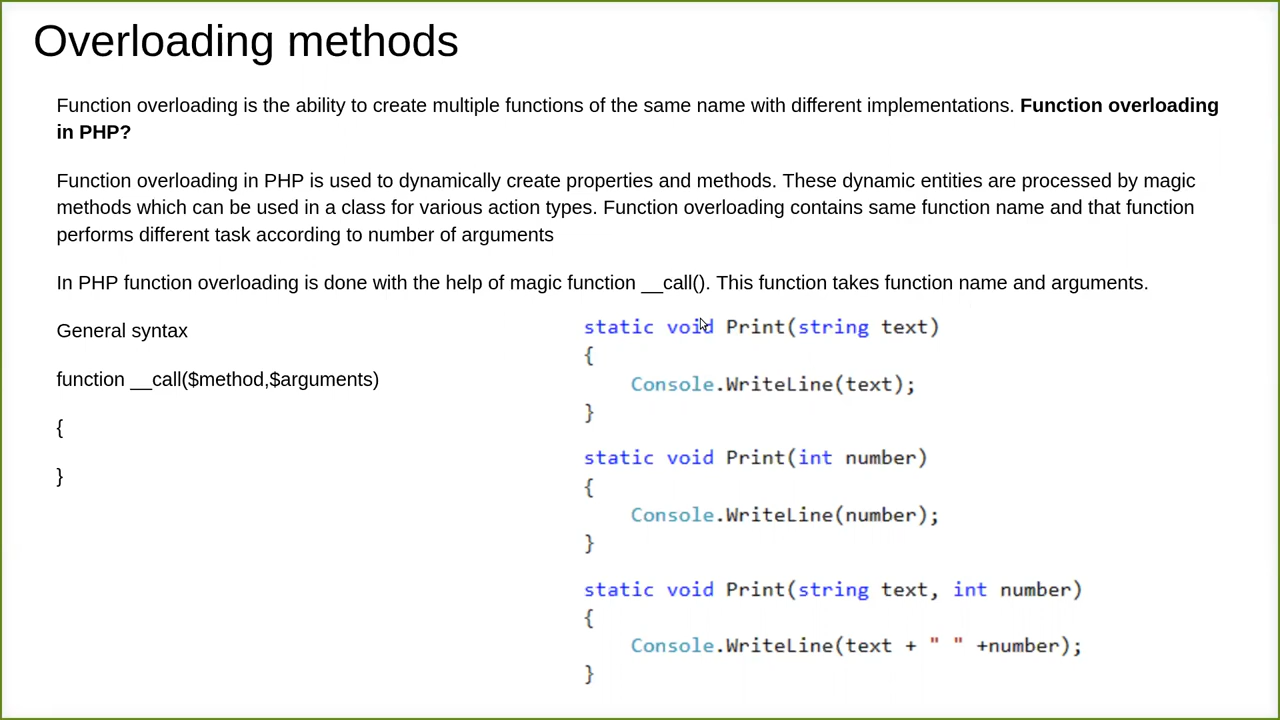 Overloading methods
Function overloading is the ability to create multiple functions of the same name with different implementations. Function overloading
in PHP?
Function overloading in PHP is used to dynamically create properties and methods. These dynamic entities are processed by magic
methods which can be used in a class for various action types. Function overloading contains same function name and that function
performs different task according to number of arguments
In PHP function overloading is done with the help of magic function __call(). This function takes function name and arguments.
General syntax
function __call($method,$arguments)
{
}
static void Print(string text)
{
    Console.WriteLine(text);
}
static void Print(int number)
{
    Console.WriteLine(number);
}
static void Print(string text, int number)
{
    Console.WriteLine(text + " " +number);
}